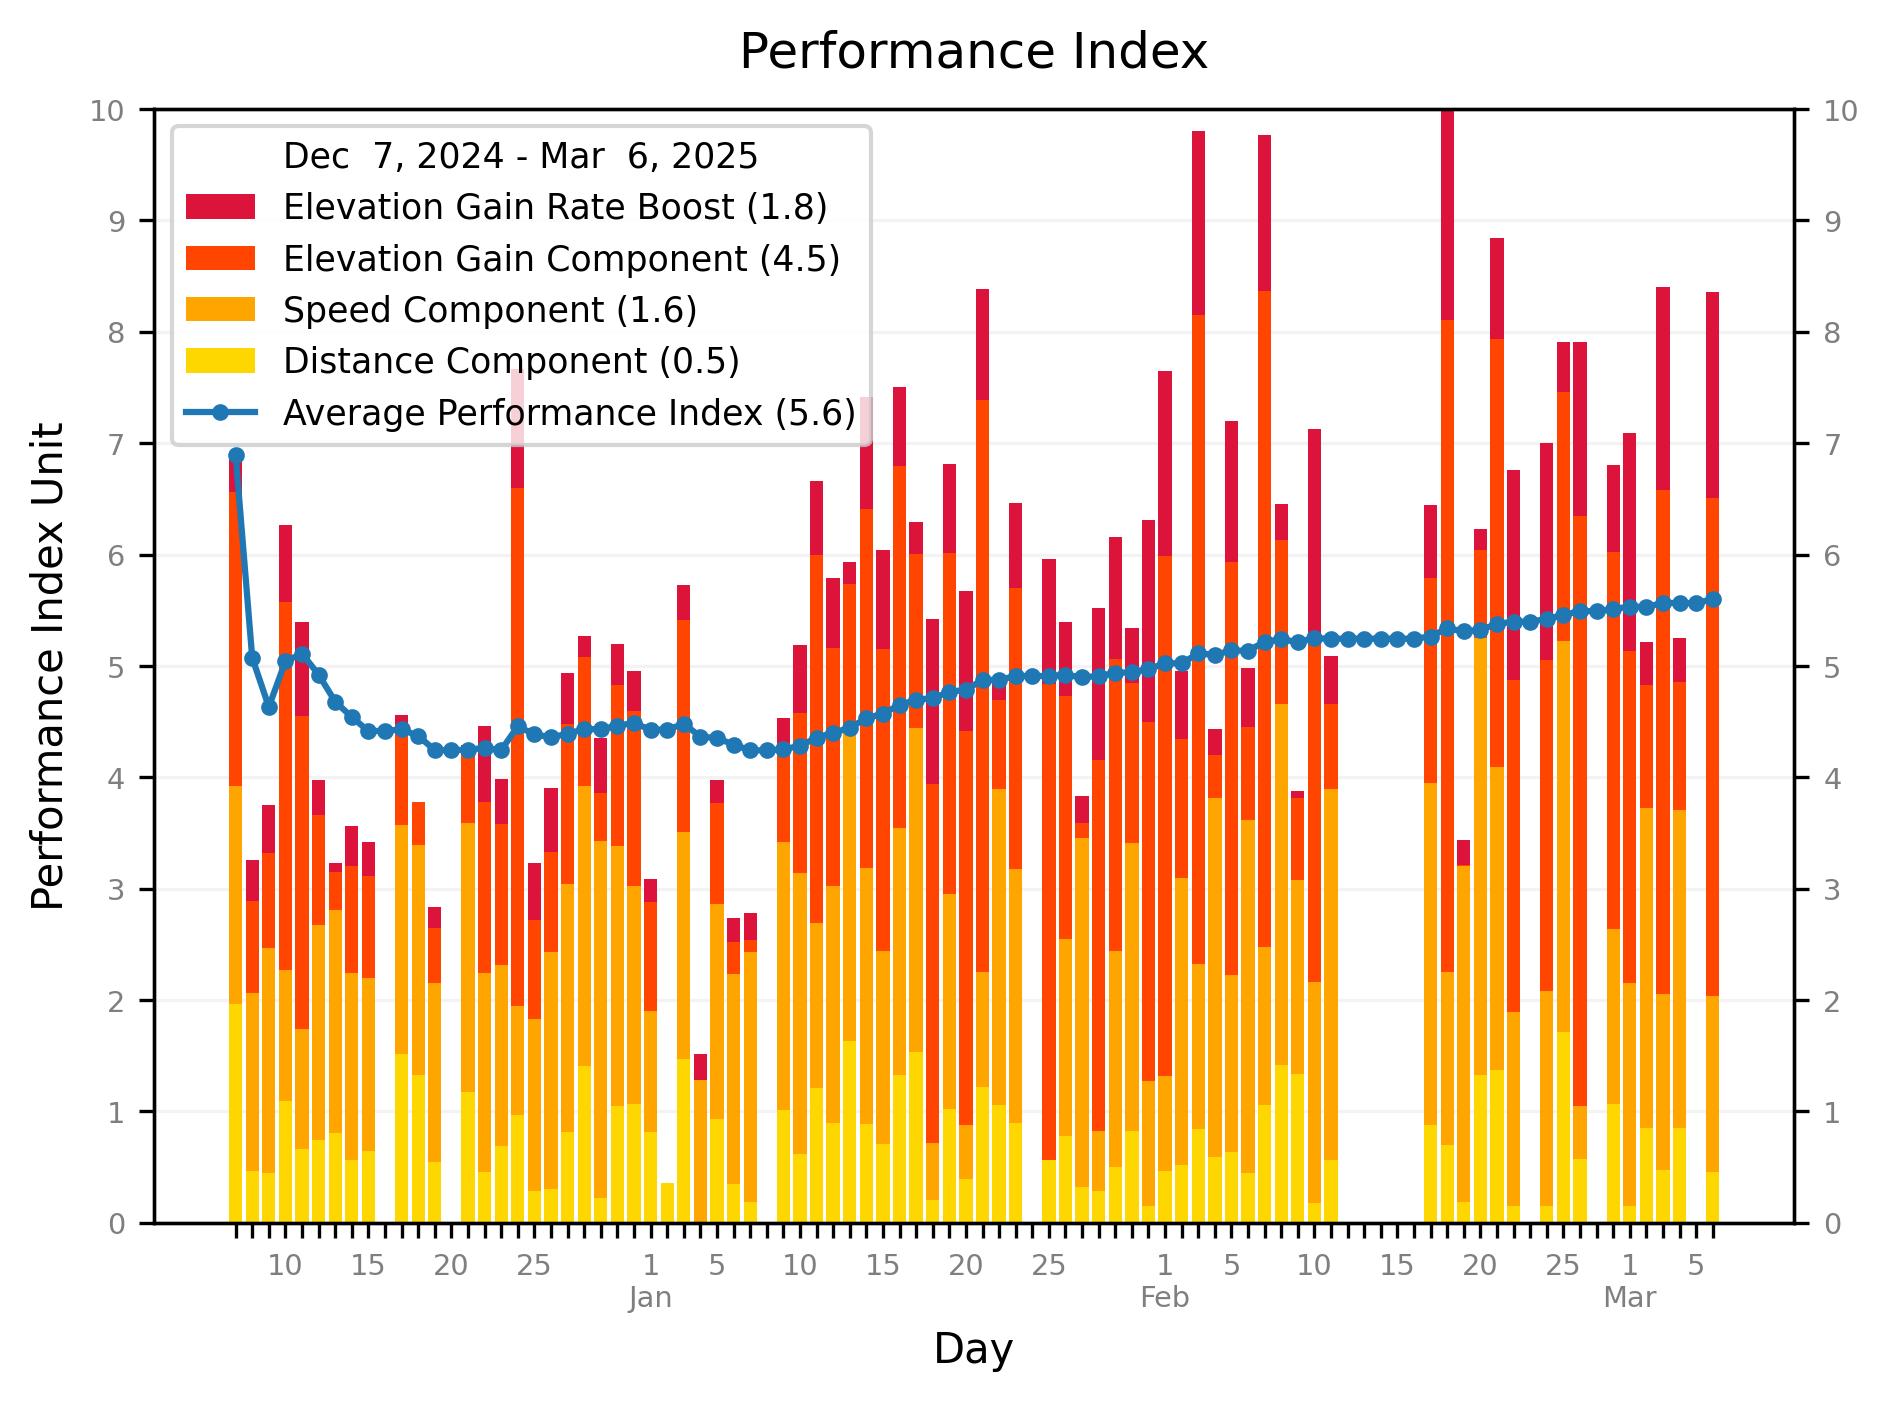 Performance Index
Dec  7, 2024 - Mar  6, 2025
Elevation Gain Rate Boost (1.8)
Elevation Gain Component (4.5)
Speed Component (1.6)
Distance Component (0.5)
Average Performance Index (5.6)
Performance Index Unit
10 10
9 9
8 8
7 7
6 6
5 5
4 4
3 3
2 2
1 1
0 0
10 15 20 25 1 5 10 15 20 25 1 5 10 15 20 25 1 5
Jan Feb Mar
Day